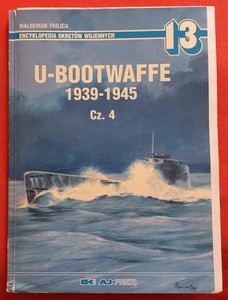 WALDEMAR TROJCA
ENCYKLOPEDIA OKRĘTÓW WOJENNYCH
13
U-BOOTWAFFE
1939-1945
Cz. 4
AJ-PRESS